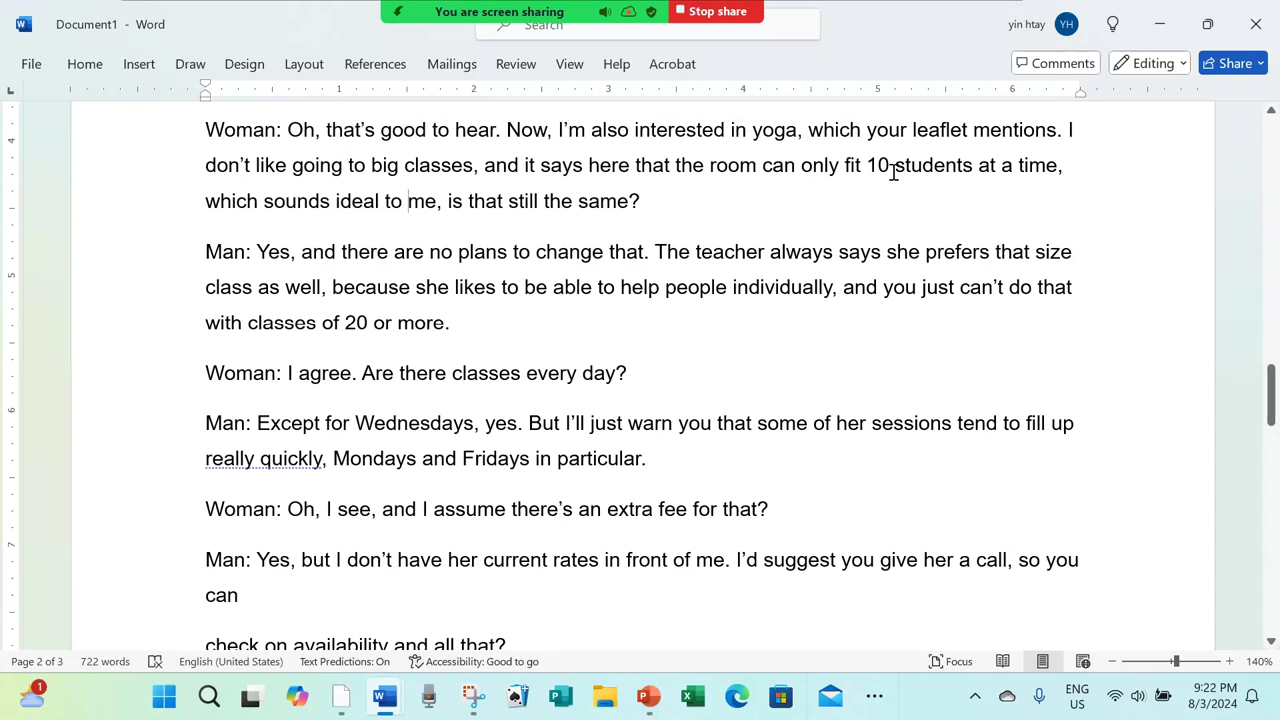 Document1 - Word
You are screen sharing
Stop share
Search
yin htay
YH
File
Home
Insert
Draw
Design
Layout
References
Mailings
Review
View
Help
Acrobat
Comments
Editing
Share
1 2 3 4 5 6
Woman: Oh, that’s good to hear. Now, I’m also interested in yoga, which your leaflet mentions. I
don’t like going to big classes, and it says here that the room can only fit 10 students at a time,
which sounds ideal to me, is that still the same?
Man: Yes, and there are no plans to change that. The teacher always says she prefers that size
class as well, because she likes to be able to help people individually, and you just can’t do that
with classes of 20 or more.
Woman: I agree. Are there classes every day?
Man: Except for Wednesdays, yes. But I’ll just warn you that some of her sessions tend to fill up
really quickly, Mondays and Fridays in particular.
Woman: Oh, I see, and I assume there’s an extra fee for that?
Man: Yes, but I don’t have her current rates in front of me. I’d suggest you give her a call, so you
can
check on availability and all that?
4
5
6
7
Page 2 of 3
722 words
English (United States)
Text Predictions: On
Accessibility: Good to go
Focus
140%
1
ENG
US
9:22 PM
8/3/2024